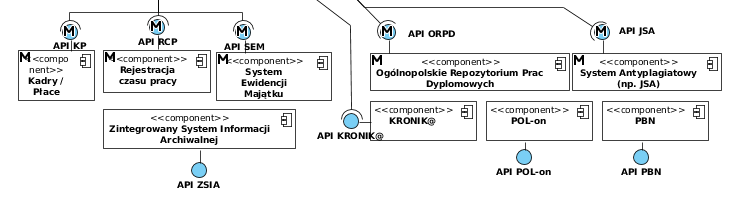 M
M
M
API KP
API RCP
API SEM
M
M
API ORPD
API JSA
M
<<compo
nent>>
Kadry /
Płace
M
<<component>>
Rejestracja
czasu pracy
M
<<component>>
System
Ewidencji
Majątku
M
<<component>>
Ogólnopolskie Repozytorium Prac
Dyplomowych
M
<<component>>
System Antyplagiatowy
(np. JSA)
<<component>>
Zintegrowany System Informacji
Archiwalnej
API ZSIA
API KRONIK@
<<component>>
KRONIK@
<<component>>
POL-on
API POL-on
<<component>>
PBN
API PBN